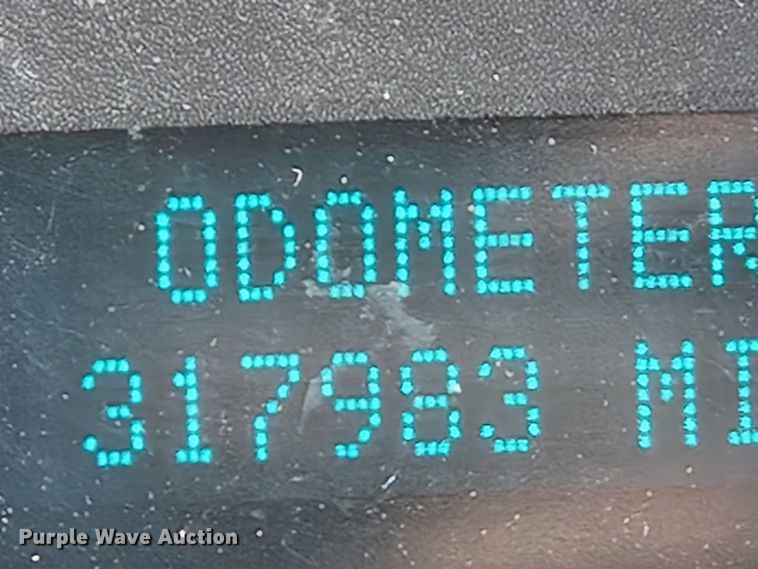 ODOMETER
317983 MI
Purple Wave Auction